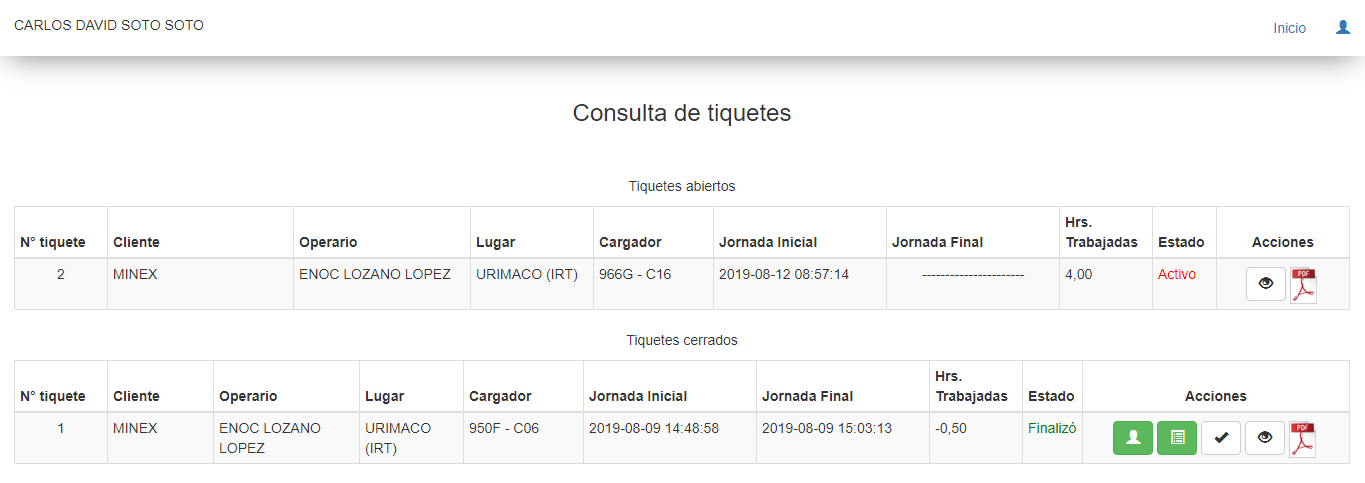 CARLOS DAVID SOTO SOTO
Inicio
Consulta de tiquetes
Tiquetes abiertos
N° tiquete Cliente Operario Lugar Cargador Jornada Inicial Jornada Final Hrs. Trabajadas Estado Acciones
2 MINEX ENOC LOZANO LOPEZ URIMACO (IRT) 966G - C16 2019-08-12 08:57:14 ---------------------- 4,00 Activo PDF
Tiquetes cerrados
N° tiquete Cliente Operario Lugar Cargador Jornada Inicial Jornada Final Hrs. Trabajadas Estado Acciones
1 MINEX ENOC LOZANO LOPEZ URIMACO (IRT) 950F - C06 2019-08-09 14:48:58 2019-08-09 15:03:13 -0,50 Finalizó PDF